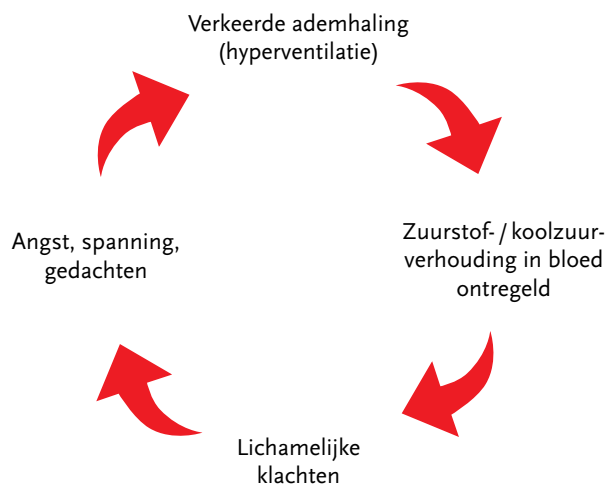 Verkeerde ademhaling
(hyperventilatie)
Zuurstof- / koolzuur-
verhouding in bloed
ontregeld
Lichamelijke
klachten
Angst, spanning,
gedachten